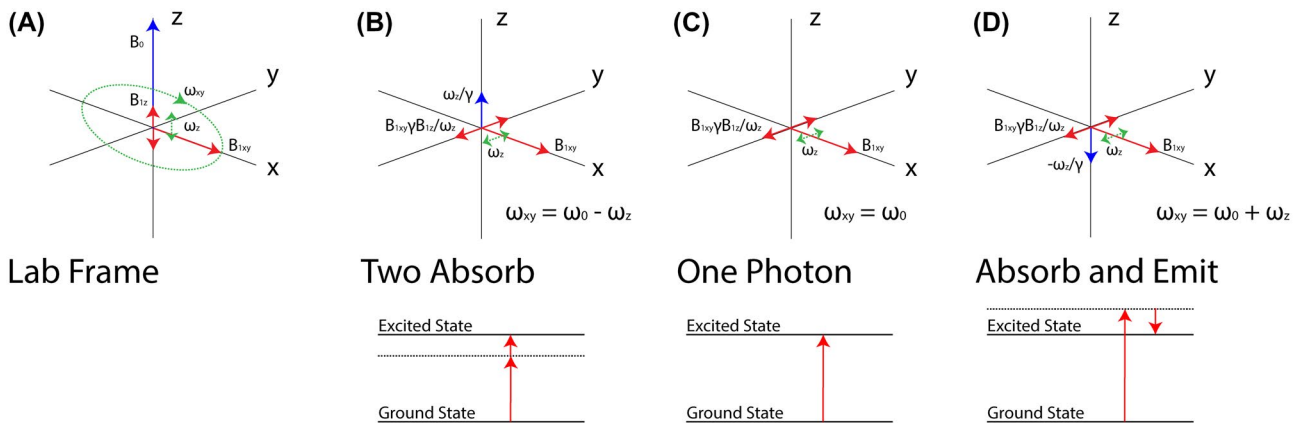 (A)
z
B₀
y
B₁z
ωxy
ωz
B₁xy
x
Lab Frame
(B)
z
ωz/γ
y
B₁xyγB₁z/ωz
ωz
B₁xy
x
ωxy = ω₀ - ωz
Two Absorb
Excited State
Ground State
(C)
z
y
B₁xyγB₁z/ωz
ωz
B₁xy
x
ωxy = ω₀
One Photon
Excited State
Ground State
(D)
z
y
B₁xyγB₁z/ωz
ωz
B₁xy
-ωz/γ
x
ωxy = ω₀ + ωz
Absorb and Emit
Excited State
Ground State